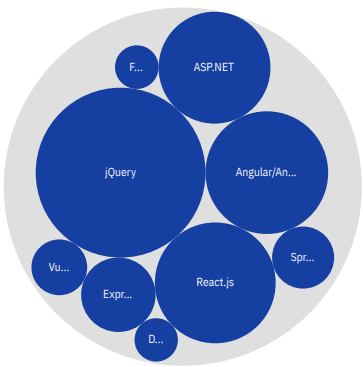 F...
ASP.NET
jQuery
Angular/An...
Vu...
Expr...
React.js
Spr...
D...